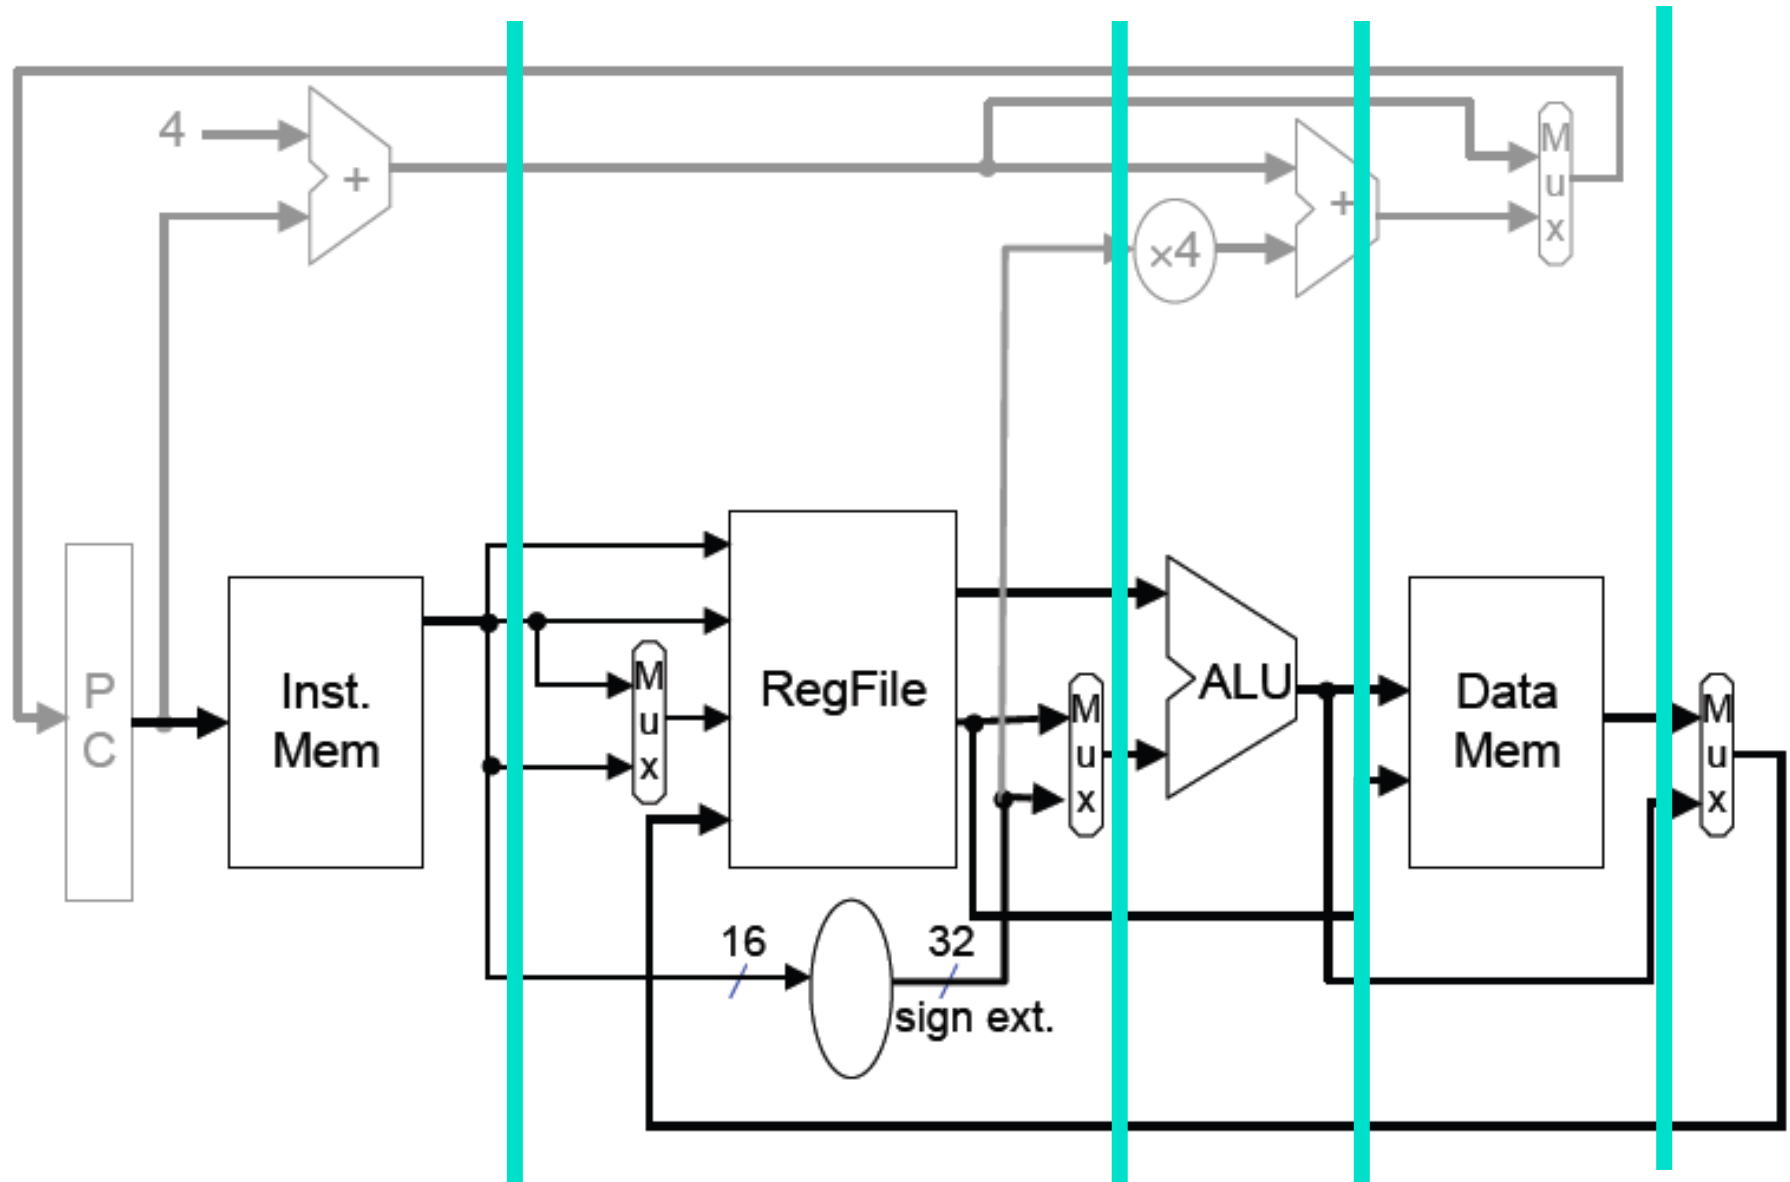 4
+
M
u
x
+
×4
P
C
Inst.
Mem
M
u
x
RegFile
M
u
x
ALU
Data
Mem
M
u
x
16
32
sign ext.